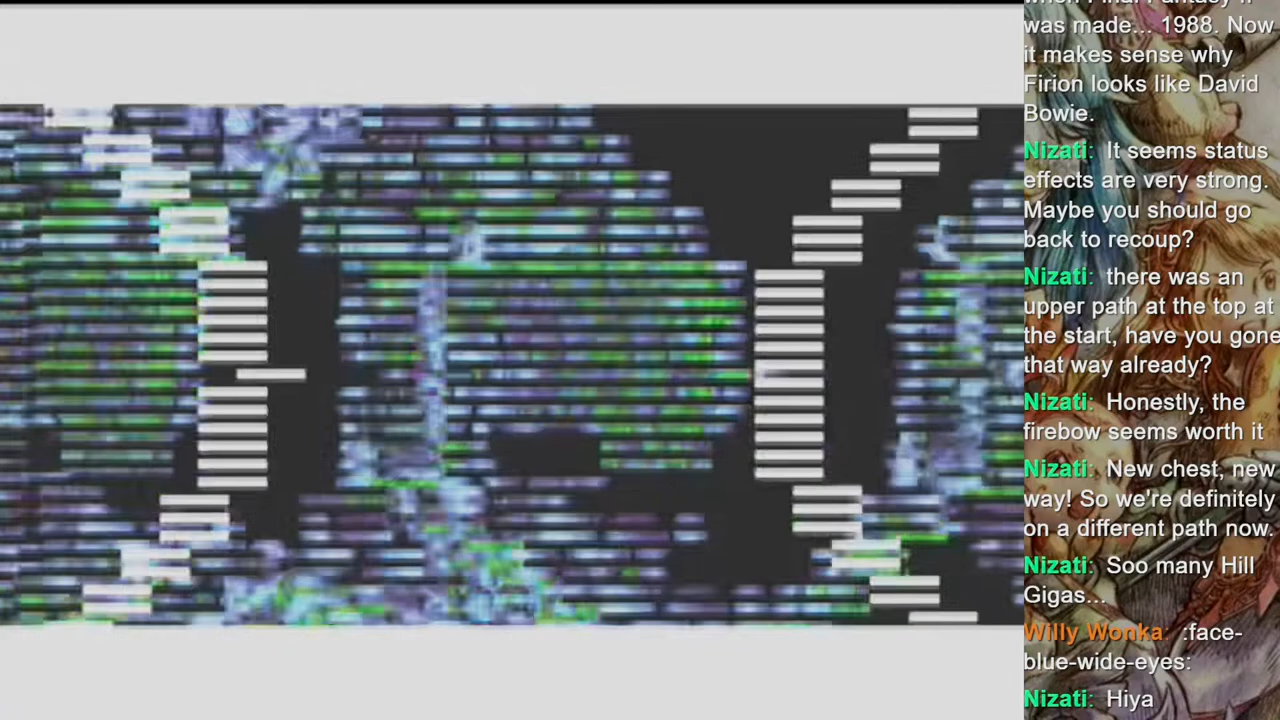 was made... 1988. Now
it makes sense why
Firion looks like David
Bowie.
Nizati: It seems status
effects are very strong.
Maybe you should go
back to recoup?
Nizati: there was an
upper path at the top at
the start, have you gone
that way already?
Nizati: Honestly, the
firebow seems worth it
Nizati: New chest, new
way! So we're definitely
on a different path now.
Nizati: Soo many Hill
Gigas...
Willy Wonka: :face-
blue-wide-eyes:
Nizati: Hiya